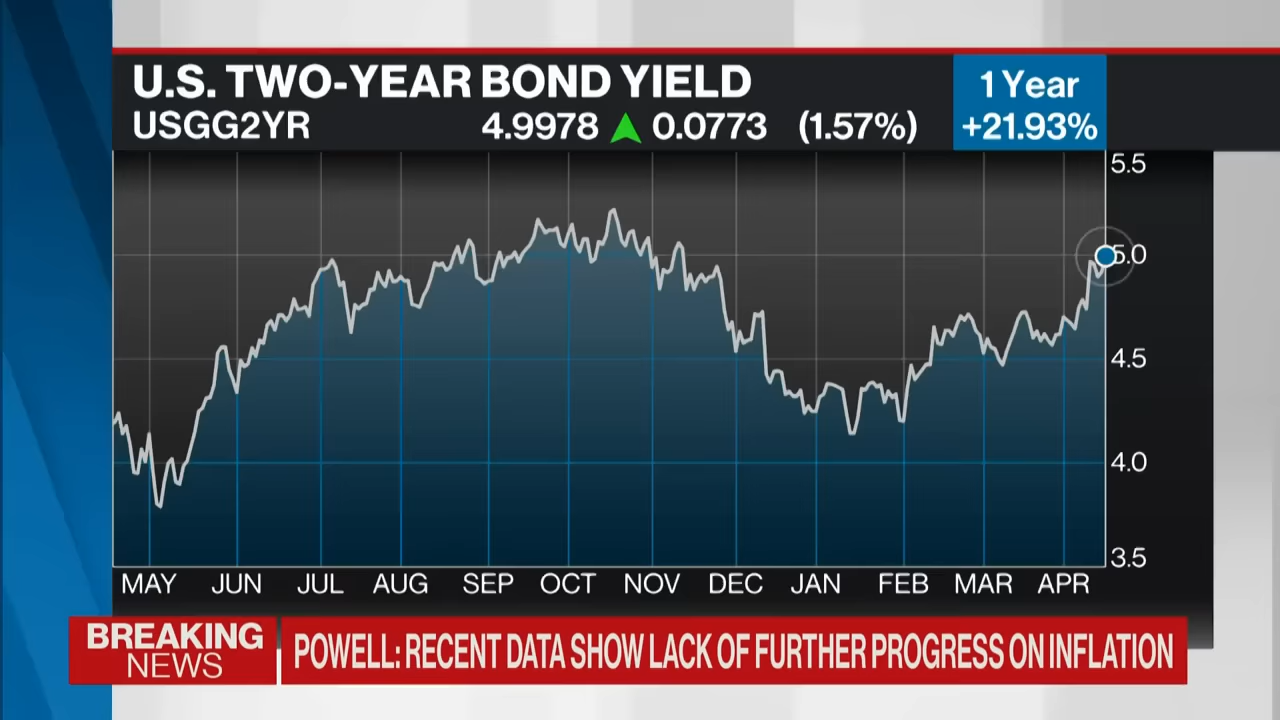 U.S. TWO-YEAR BOND YIELD
USGG2YR 4.9978 ▲ 0.0773 (1.57%)
1 Year
+21.93%
5.5
5.0
4.5
4.0
3.5
MAY JUN JUL AUG SEP OCT NOV DEC JAN FEB MAR APR
BREAKING
NEWS
POWELL: RECENT DATA SHOW LACK OF FURTHER PROGRESS ON INFLATION